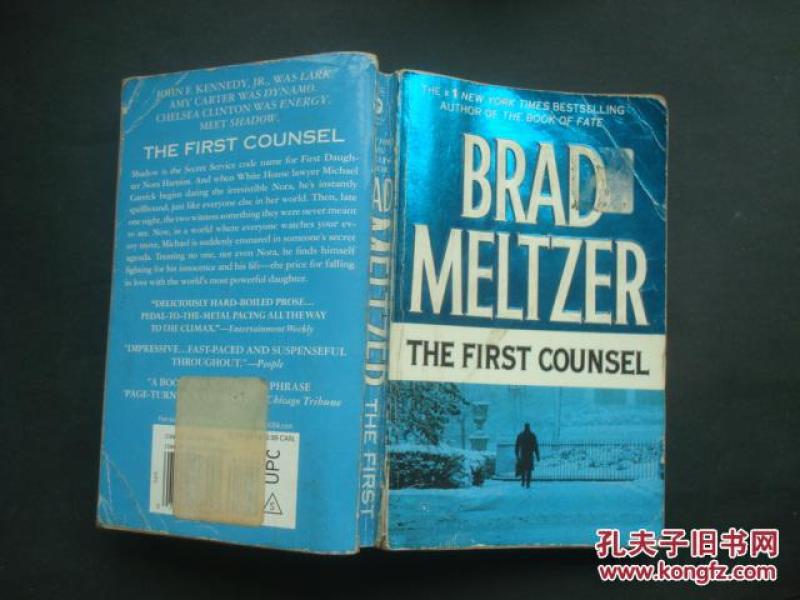 JOHN F. KENNEDY, JR., WAS LARK.
AMY CARTER WAS DYNAMO.
CHELSEA CLINTON WAS ENERGY.
MEET SHADOW.
THE FIRST COUNSEL
Shadow is the Secret Service code name for First Daugh-
ter Nora Hartson. And when White House lawyer Michael
Garrick begins dating the irresistible Nora, he's instantly
spellbound, just like everyone else in her world. Then, late
one night, the two witness something they were never meant
to see. Now, in a world where everyone watches your ev-
ery move, Michael is suddenly ensnared in someone's secret
agenda. Trusting no one, not even Nora, he finds himself
fighting for his innocence and his life—the price for falling
in love with the world's most powerful daughter.
"DELICIOUSLY HARD-BOILED PROSE....
PEDAL-TO-THE-METAL PACING ALL THE WAY
TO THE CLIMAX."—Entertainment Weekly
"IMPRESSIVE...FAST-PACED AND SUSPENSEFUL
THROUGHOUT."—People
"A BOO PHRASE
'PAGE-TURN Chicago Tribune
UPC
S
MELTZER THE FIRST
THE #1 NEW YORK TIMES BESTSELLING
AUTHOR OF THE BOOK OF FATE
BRAD
MELTZER
THE FIRST COUNSEL
孔夫子旧书网
www.kongfz.com